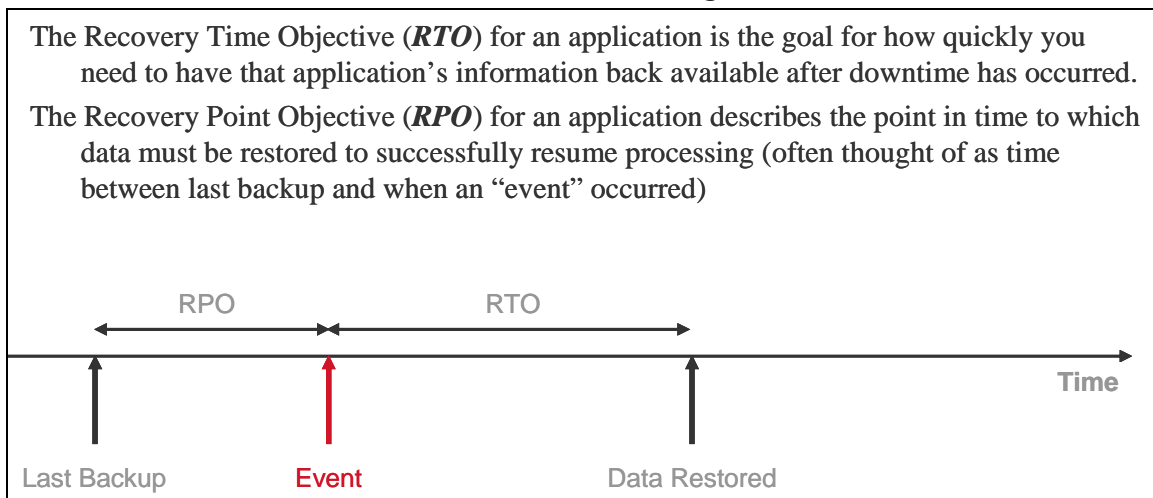 The Recovery Time Objective (RTO) for an application is the goal for how quickly you
need to have that application's information back available after downtime has occurred.
The Recovery Point Objective (RPO) for an application describes the point in time to which
data must be restored to successfully resume processing (often thought of as time
between last backup and when an “event” occurred)
RPO
RTO
Time
Last Backup
Event
Data Restored